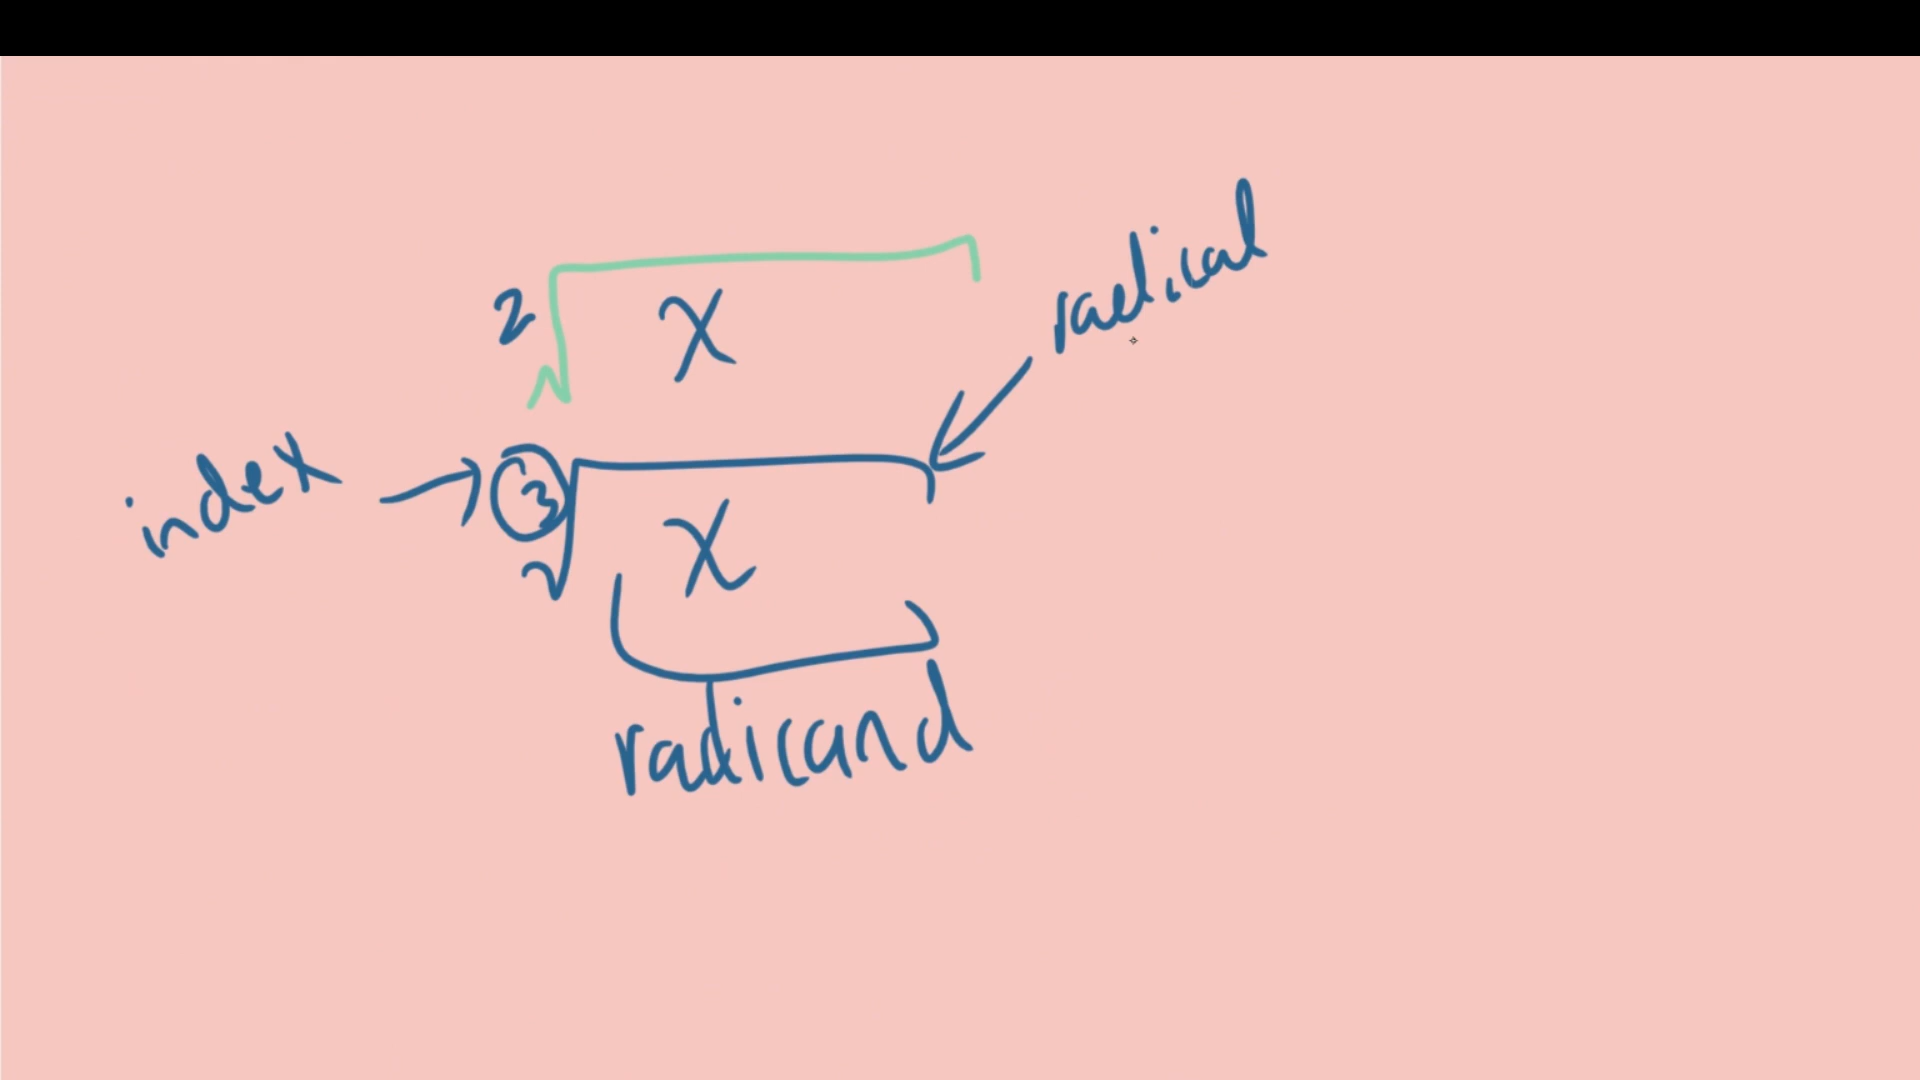 radical
2√x
index → 3√x
radicand